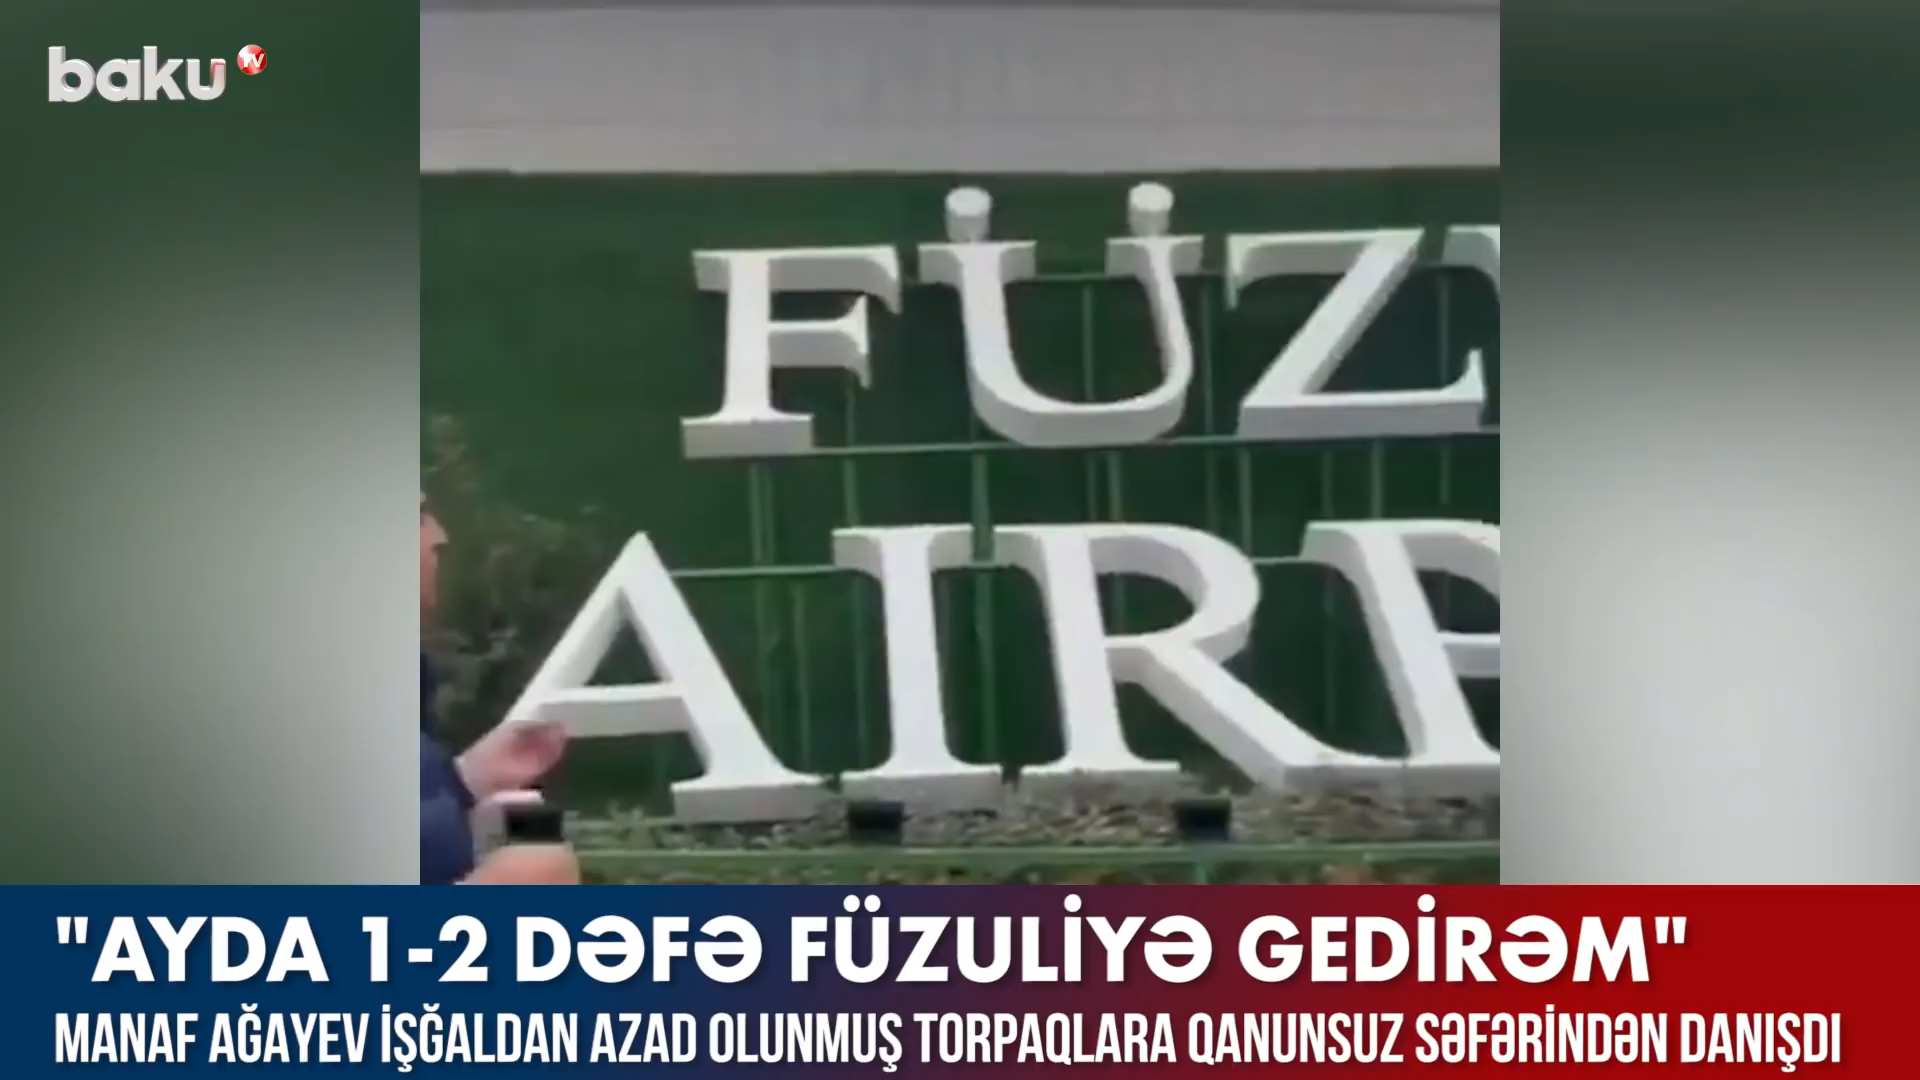 baku TV
FÜZ
AIR
"AYDA 1-2 DƏFƏ FÜZULİYƏ GEDİRƏM"
MANAF AĞAYEV İŞĞALDAN AZAD OLUNMUŞ TORPAQLARA QANUNSUZ SƏFƏRİNDƏN DANIŞDI